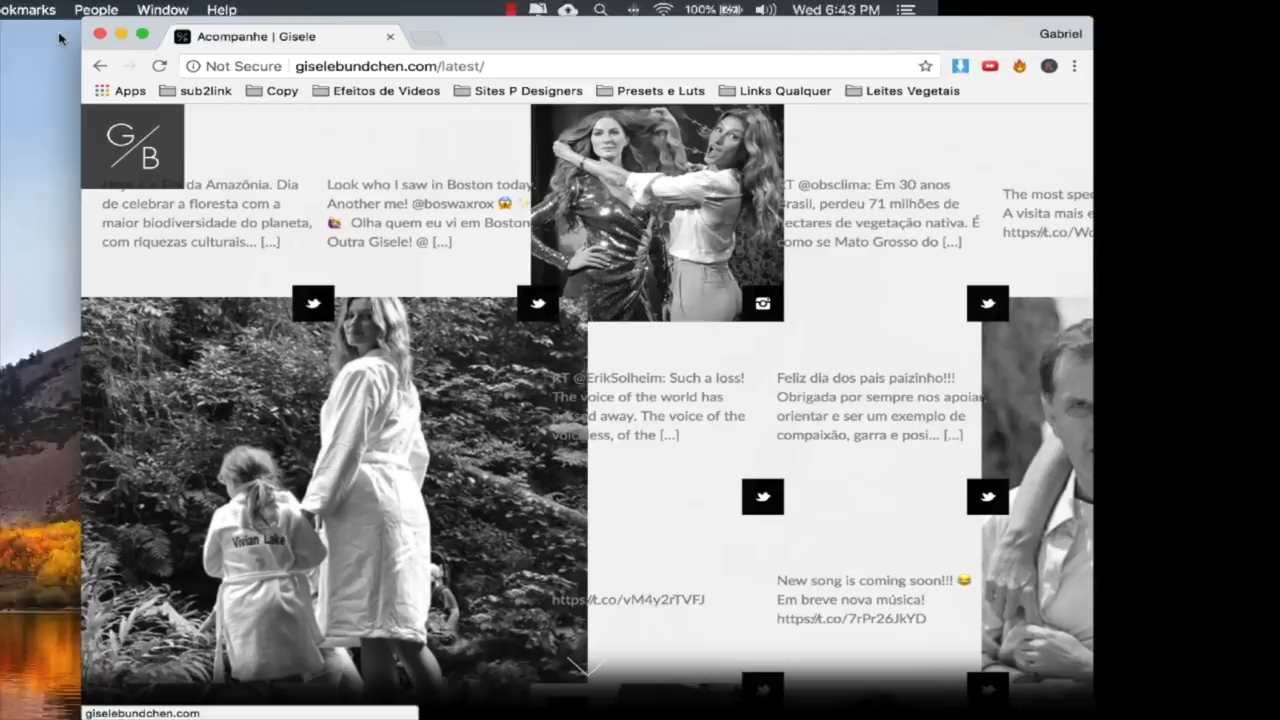 okmarks People Window Help 100% Wed 6:43 PM
Acompanhe | Gisele
Gabriel
Not Secure giselebundchen.com/latest/
Apps sub2link Copy Efeitos de Videos Sites P Designers Presets e Luts Links Qualquer Leites Vegetais
G/B
da Amazônia. Dia
de celebrar a floresta com a
maior biodiversidade do planeta,
com riquezas culturais... [...]
Look who I saw in Boston today.
Another me! @boswaxrox 😱 ✨
🙋 Olha quem eu vi em Boston
Outra Gisele! @ [...]
RT @obsclima: Em 30 anos
Brasil, perdeu 71 milhões de
hectares de vegetação nativa. É
como se Mato Grosso do [...]
The most spec
A visita mais e
https://t.co/Wo
Vivian Lake
RT @ErikSolheim: Such a loss!
The voice of the world has
passed away. The voice of the
voiceless, of the [...]
Feliz dia dos pais paizinho!!!
Obrigada por sempre nos apoiar,
orientar e ser um exemplo de
compaixão, garra e posi... [...]
https://t.co/vM4y2rTVFJ
New song is coming soon!!! 😂
Em breve nova música!
https://t.co/7rPr26JkYD
giselebundchen.com